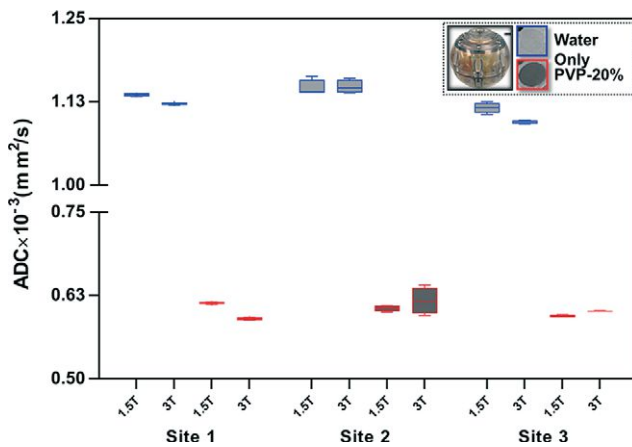 1.25
1.13
1.00
0.75
0.63
0.50
ADC×10⁻³(m m²/s)
Water
Only
PVP-20%
1.5T 3T 1.5T 3T 1.5T 3T 1.5T 3T 1.5T 3T 1.5T 3T
Site 1 Site 2 Site 3